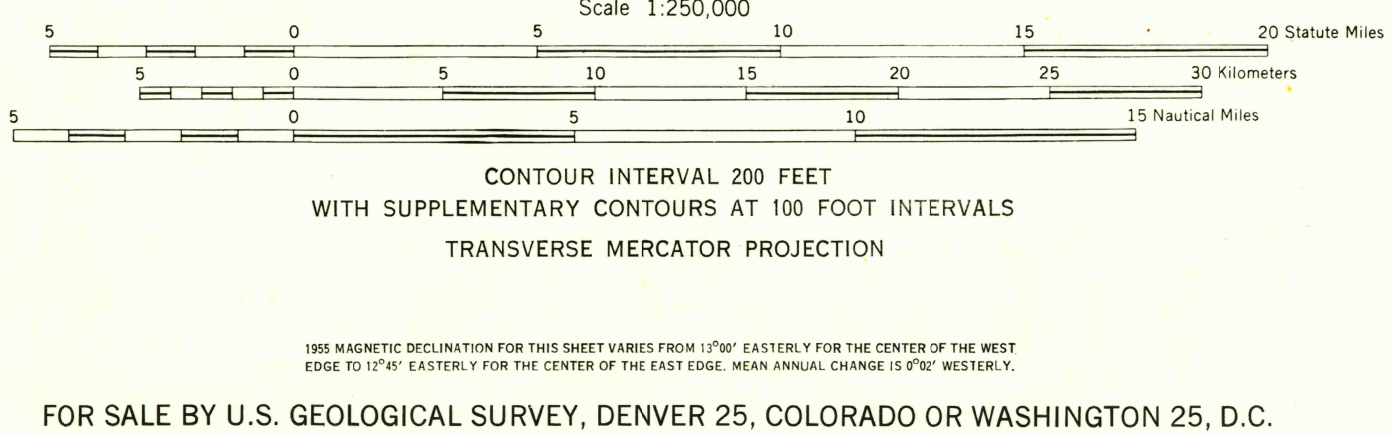 Scale 1:250,000
5 0 5 10 15 20 Statute Miles
5 0 5 10 15 20 25 30 Kilometers
5 0 5 10 15 Nautical Miles
CONTOUR INTERVAL 200 FEET
WITH SUPPLEMENTARY CONTOURS AT 100 FOOT INTERVALS
TRANSVERSE MERCATOR PROJECTION
1955 MAGNETIC DECLINATION FOR THIS SHEET VARIES FROM 13°00′ EASTERLY FOR THE CENTER OF THE WEST
EDGE TO 12°45′ EASTERLY FOR THE CENTER OF THE EAST EDGE. MEAN ANNUAL CHANGE IS 0°02′ WESTERLY.
FOR SALE BY U.S. GEOLOGICAL SURVEY, DENVER 25, COLORADO OR WASHINGTON 25, D.C.